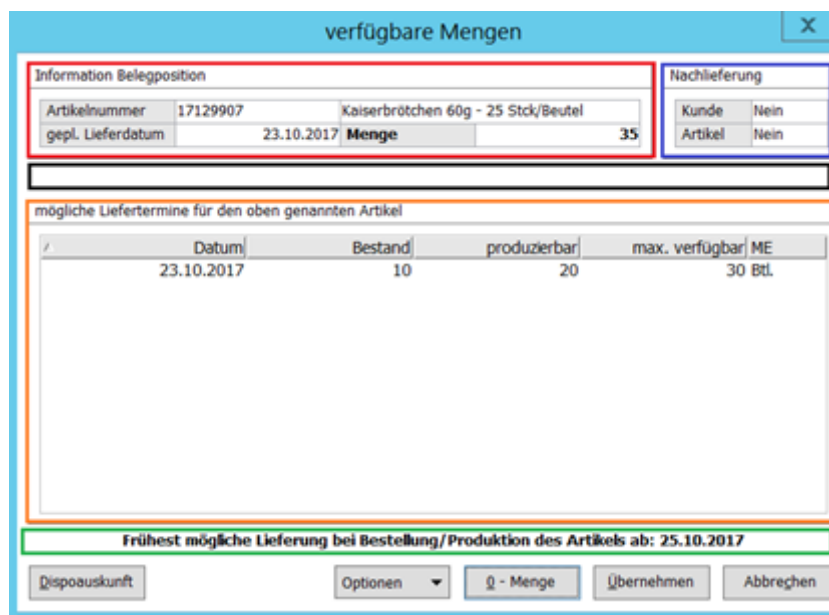 verfügbare Mengen
X
Information Belegposition
Nachlieferung
Artikelnummer 17129907 Kaiserbrötchen 60g - 25 Stck/Beutel
Kunde Nein
gepl. Lieferdatum 23.10.2017 Menge 35
Artikel Nein
mögliche Liefertermine für den oben genannten Artikel
Datum Bestand produzierbar max. verfügbar ME
23.10.2017 10 20 30 Btl.
Frühest mögliche Lieferung bei Bestellung/Produktion des Artikels ab: 25.10.2017
Dispoauskunft Optionen 0 - Menge Übernehmen Abbrechen